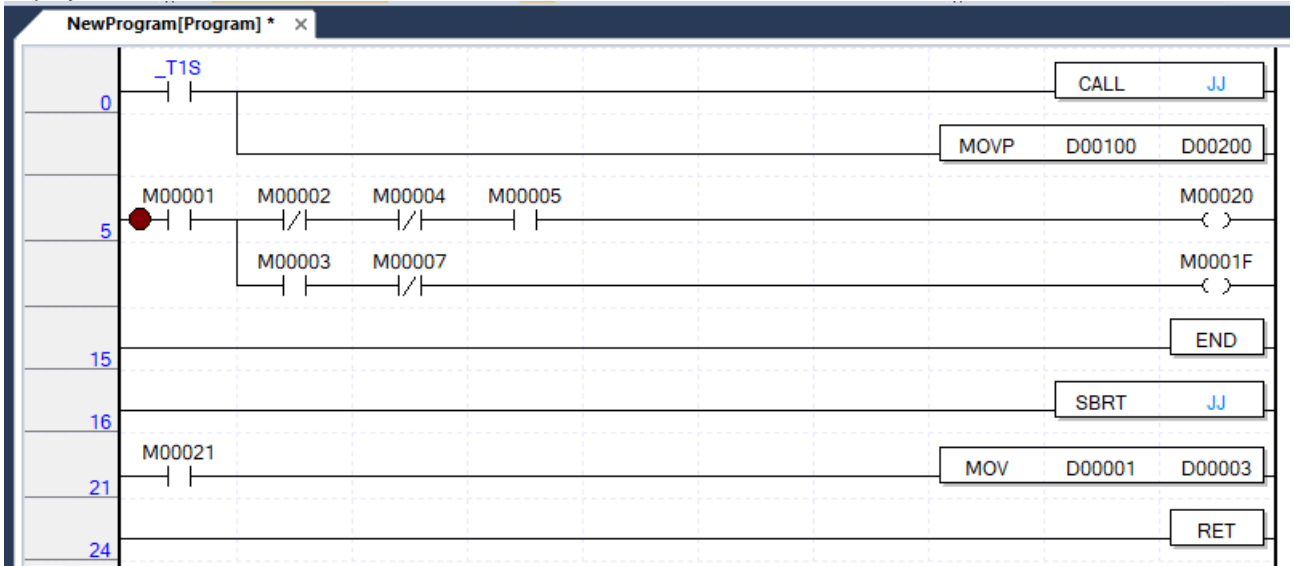 NewProgram[Program] * ×
_T1S
CALL JJ
0
MOVP D00100 D00200
M00001 M00002 M00004 M00005 M00020
5
M00003 M00007 M0001F
END
15
SBRT JJ
16
M00021
MOV D00001 D00003
21
RET
24